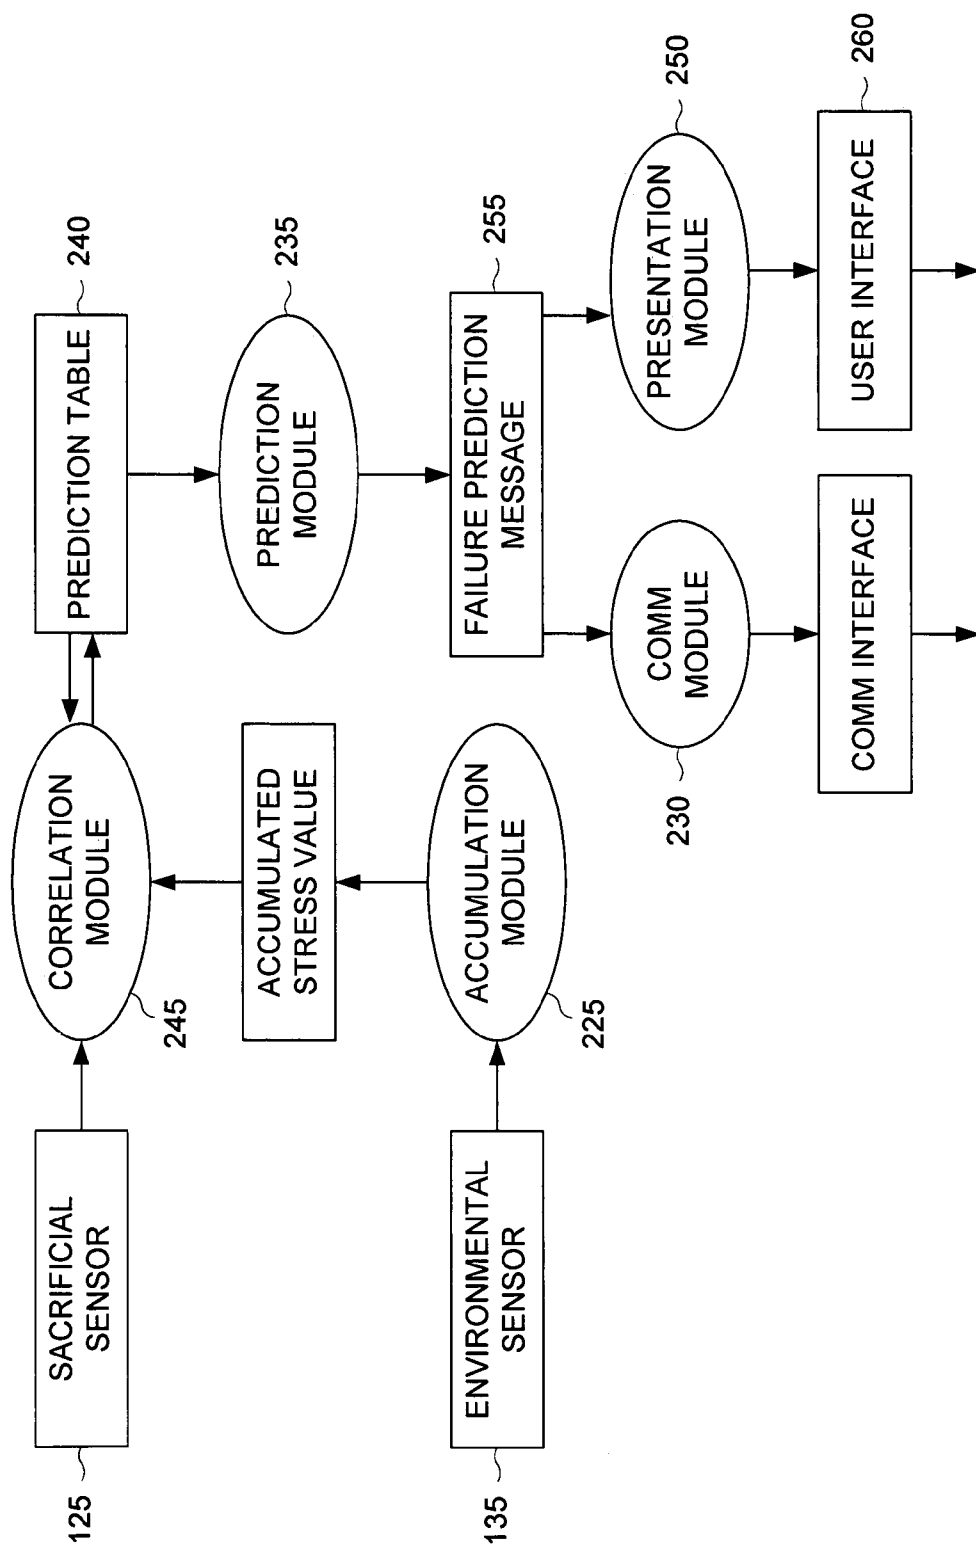 125
SACRIFICIAL
SENSOR
245
CORRELATION
MODULE
240
PREDICTION TABLE
ACCUMULATED
STRESS VALUE
235
PREDICTION
MODULE
135
ENVIRONMENTAL
SENSOR
225
ACCUMULATION
MODULE
255
FAILURE PREDICTION
MESSAGE
230
COMM
MODULE
250
PRESENTATION
MODULE
COMM INTERFACE
260
USER INTERFACE